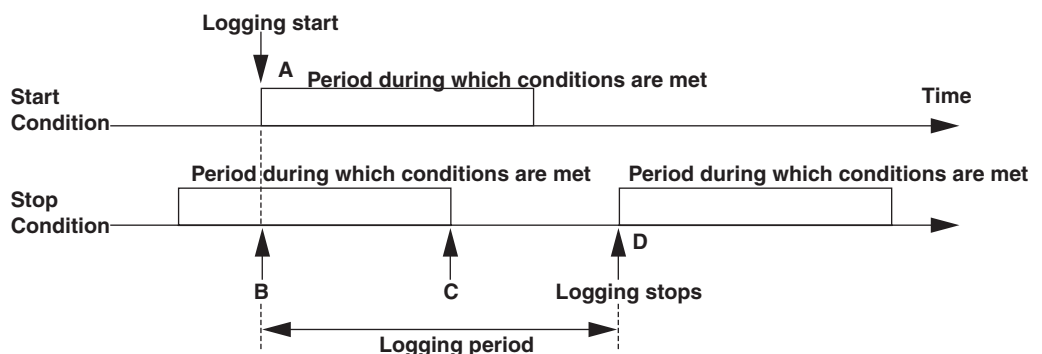 Logging start
A
Period during which conditions are met
Start
Condition
Time
Period during which conditions are met
Period during which conditions are met
Stop
Condition
D
B
C
Logging stops
Logging period